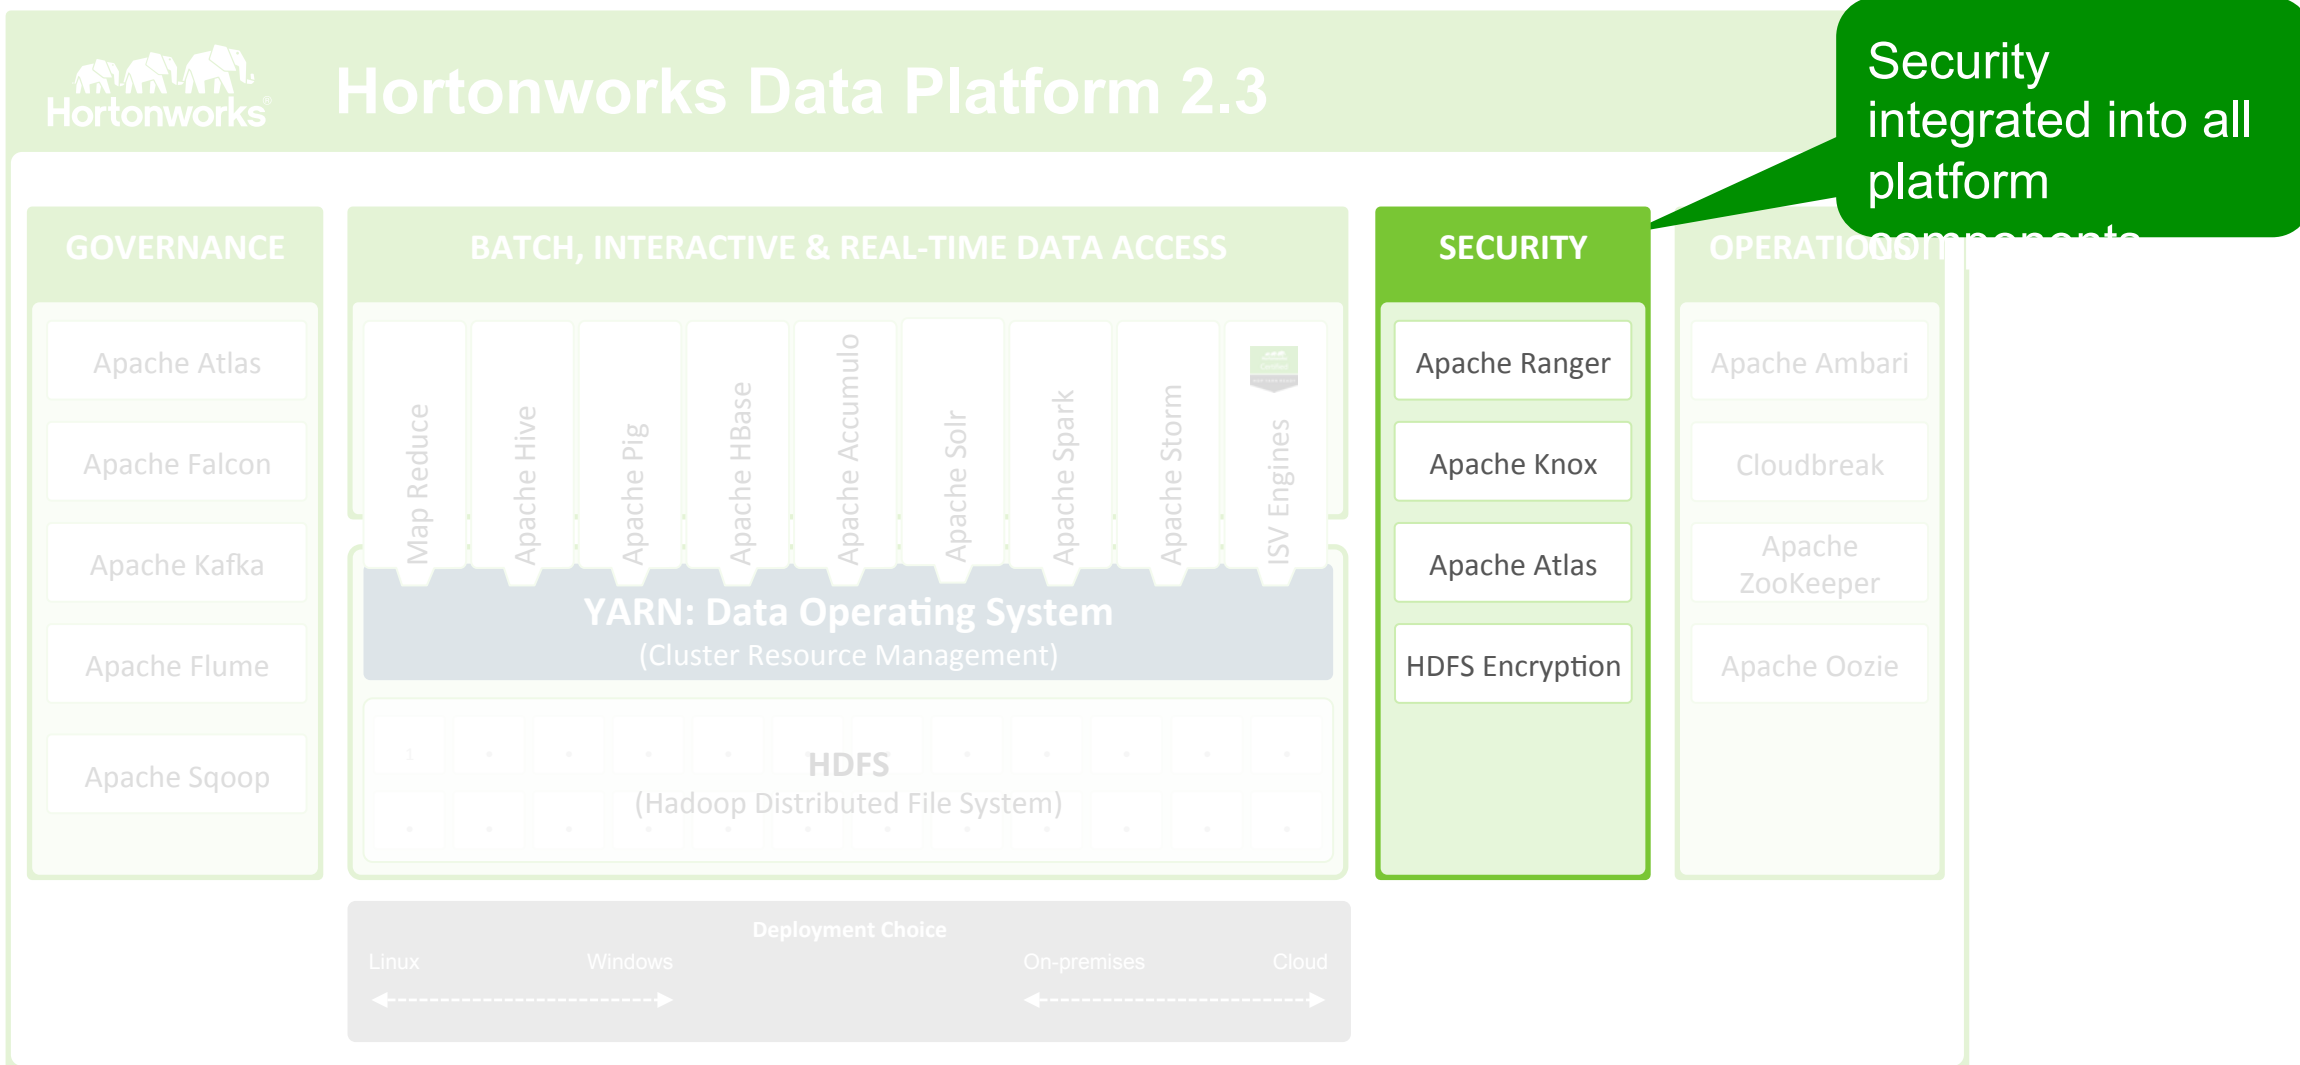 Hortonworks®
Hortonworks Data Platform 2.3
Security
integrated into all
platform
components
GOVERNANCE
Apache Atlas
Apache Falcon
Apache Kafka
Apache Flume
Apache Sqoop
BATCH, INTERACTIVE & REAL-TIME DATA ACCESS
Map Reduce
Apache Hive
Apache Pig
Apache HBase
Apache Accumulo
Apache Solr
Apache Spark
Apache Storm
ISV Engines
YARN: Data Operating System
(Cluster Resource Management)
1
HDFS
(Hadoop Distributed File System)
SECURITY
Apache Ranger
Apache Knox
Apache Atlas
HDFS Encryption
OPERATIONS
Apache Ambari
Cloudbreak
Apache
ZooKeeper
Apache Oozie
Deployment Choice
Linux Windows On-premises Cloud